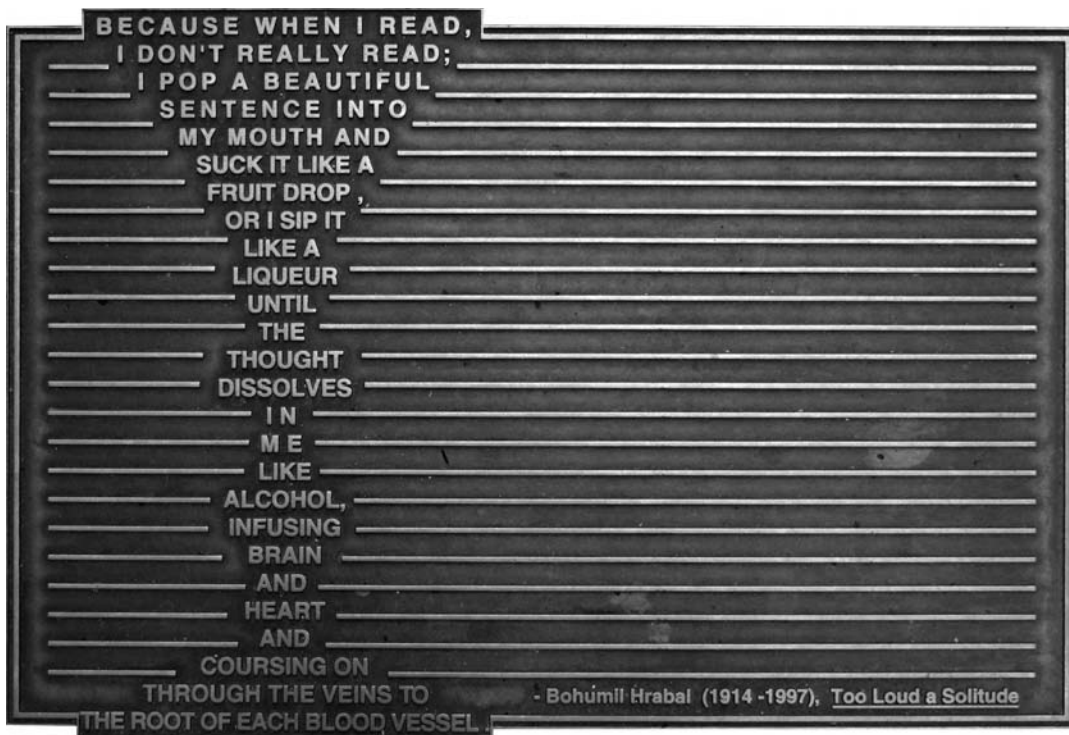 BECAUSE WHEN I READ,
I DON'T REALLY READ;
I POP A BEAUTIFUL
SENTENCE INTO
MY MOUTH AND
SUCK IT LIKE A
FRUIT DROP ,
OR I SIP IT
LIKE A
LIQUEUR
UNTIL
THE
THOUGHT
DISSOLVES
IN
ME
LIKE
ALCOHOL,
INFUSING
BRAIN
AND
HEART
AND
COURSING ON
THROUGH THE VEINS TO
THE ROOT OF EACH BLOOD VESSEL .
- Bohumil Hrabal (1914 -1997), Too Loud a Solitude